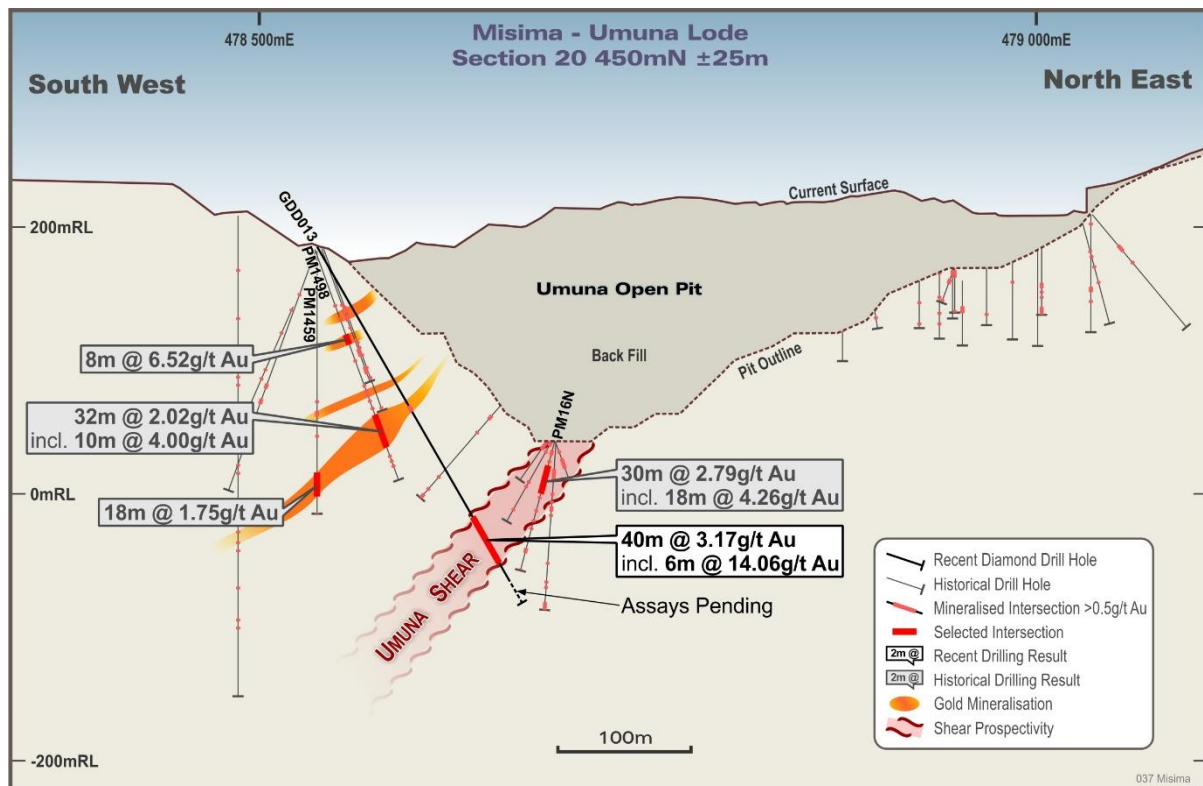 478 500mE
Misima - Umuna Lode
Section 20 450mN ±25m
479 000mE
South West
North East
200mRL
0mRL
-200mRL
GDD013
PM1498
PM1459
Current Surface
Umuna Open Pit
Back Fill
Pit Outline
PM16N
8m @ 6.52g/t Au
32m @ 2.02g/t Au
incl. 10m @ 4.00g/t Au
18m @ 1.75g/t Au
30m @ 2.79g/t Au
incl. 18m @ 4.26g/t Au
40m @ 3.17g/t Au
incl. 6m @ 14.06g/t Au
Assays Pending
UMUNA SHEAR
100m
Recent Diamond Drill Hole
Historical Drill Hole
Mineralised Intersection >0.5g/t Au
Selected Intersection
2m @ Recent Drilling Result
2m @ Historical Drilling Result
Gold Mineralisation
Shear Prospectivity
037 Misima